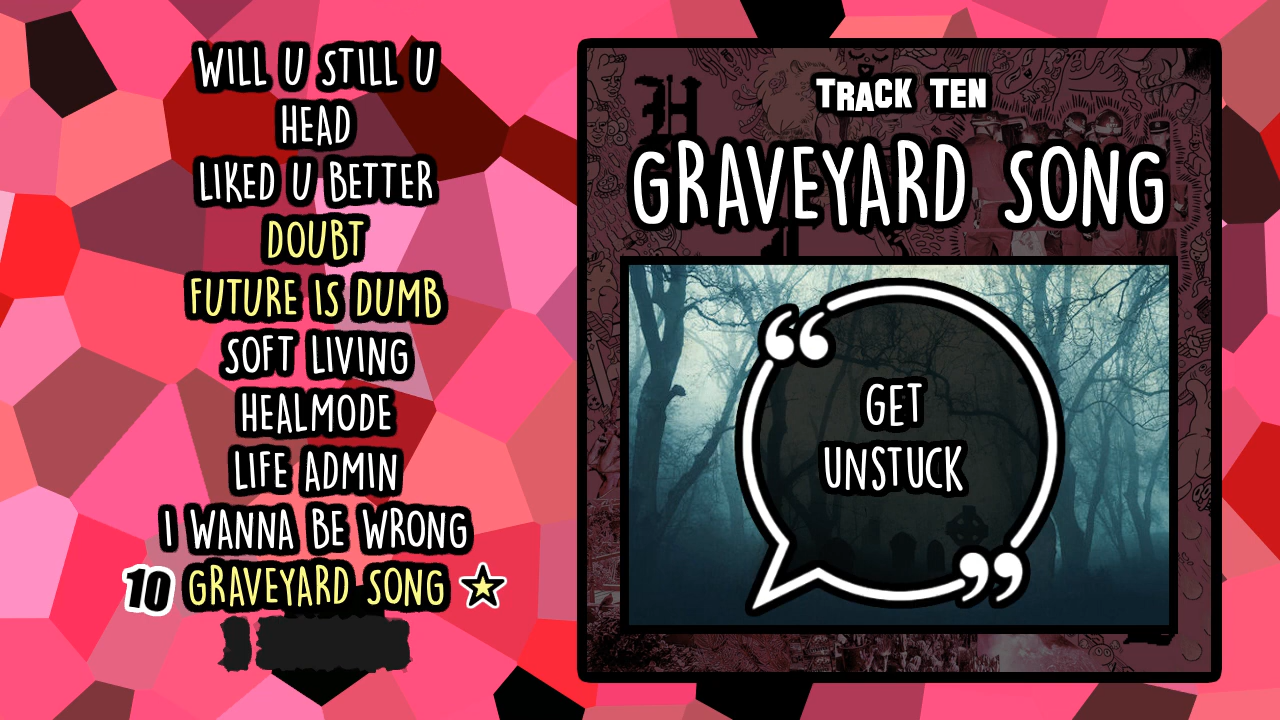 WILL U STILL U
HEAD
LIKED U BETTER
DOUBT
FUTURE IS DUMB
SOFT LIVING
HEALMODE
LIFE ADMIN
I WANNA BE WRONG
10 GRAVEYARD SONG
TRACK TEN
GRAVEYARD SONG
GET
UNSTUCK